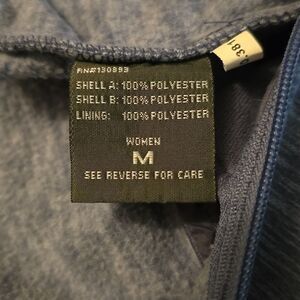 RN#130893
SHELL A: 100% POLYESTER
SHELL B: 100% POLYESTER
LINING: 100% POLYESTER
WOMEN
M
SEE REVERSE FOR CARE